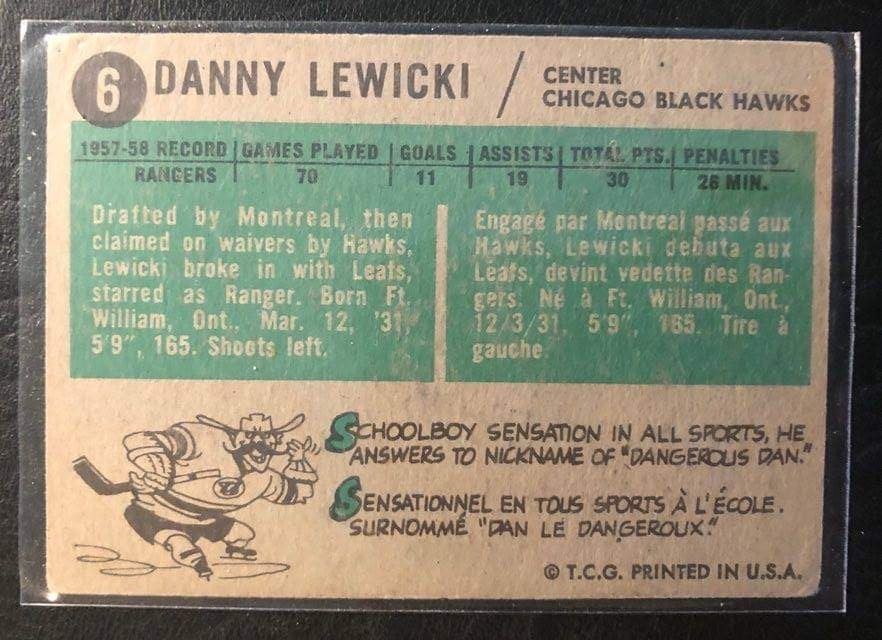 6 DANNY LEWICKI / CENTER
CHICAGO BLACK HAWKS
1957-58 RECORD GAMES PLAYED GOALS ASSISTS TOTAL PTS. PENALTIES
RANGERS 70 11 19 30 26 MIN.
Drafted by Montreal, then
claimed on waivers by Hawks,
Lewicki broke in with Leafs,
starred as Ranger. Born Ft.
William, Ont., Mar. 12, '31,
5'9", 165. Shoots left.
Engagé par Montreal passé aux
Hawks, Lewicki debuta aux
Leafs, devint vedette des Ran-
gers. Né à Ft. William, Ont.,
12/3/31, 5'9", 165. Tire à
gauche.
SCHOOLBOY SENSATION IN ALL SPORTS, HE
ANSWERS TO NICKNAME OF "DANGEROUS DAN."
SENSATIONNEL EN TOUS SPORTS À L'ÉCOLE.
SURNOMMÉ "DAN LE DANGEROUX."
© T.C.G. PRINTED IN U.S.A.